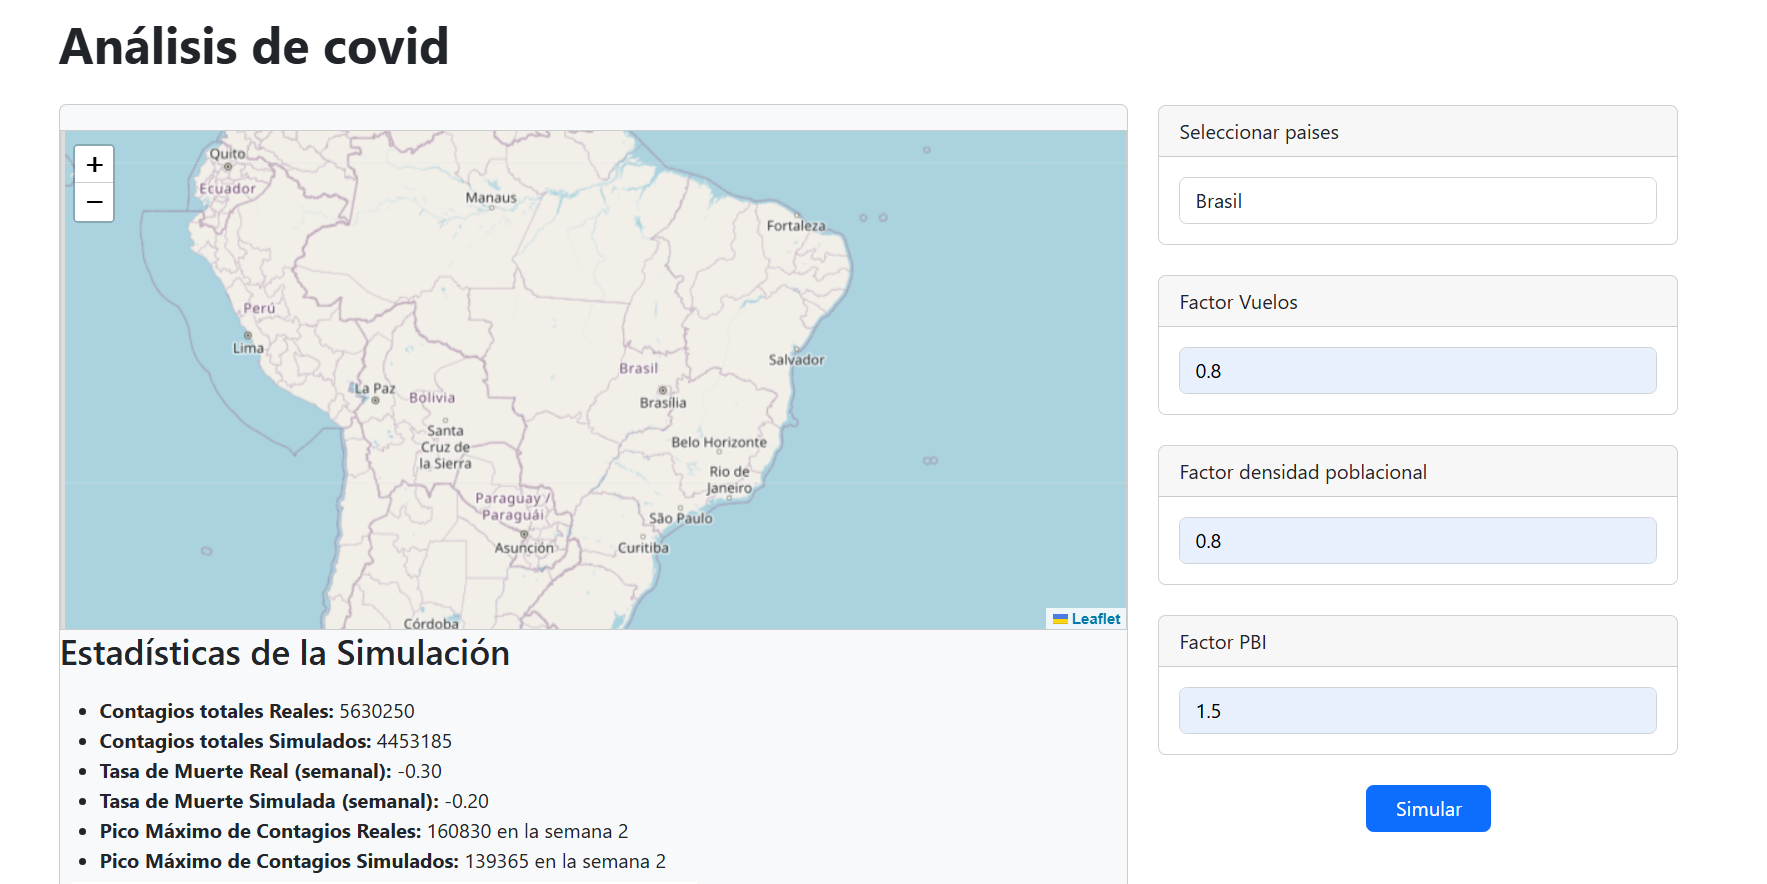 Análisis de covid
+
−
Quito
Ecuador
Manaus
Fortaleza
Perú
Lima
Salvador
Brasil
Brasília
La Paz
Bolivia
Santa
Cruz de
la Sierra
Belo Horizonte
Rio de
Janeiro
Paraguay /
Paraguái
São Paulo
Asunción
Curitiba
Córdoba
Leaflet
Estadísticas de la Simulación
• Contagios totales Reales: 5630250
• Contagios totales Simulados: 4453185
• Tasa de Muerte Real (semanal): -0.30
• Tasa de Muerte Simulada (semanal): -0.20
• Pico Máximo de Contagios Reales: 160830 en la semana 2
• Pico Máximo de Contagios Simulados: 139365 en la semana 2
Seleccionar paises
Brasil
Factor Vuelos
0.8
Factor densidad poblacional
0.8
Factor PBI
1.5
Simular